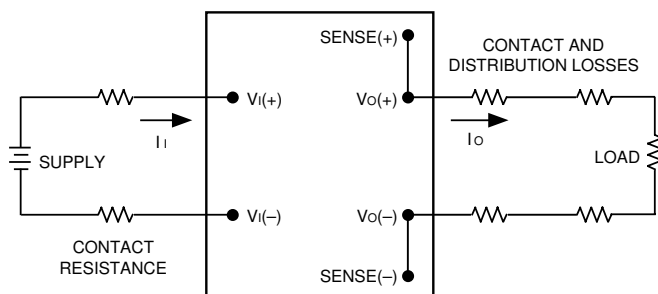 SENSE(+)
CONTACT AND
DISTRIBUTION LOSSES
VI(+)
VO(+)
II
IO
SUPPLY
LOAD
VI(–)
VO(–)
CONTACT
RESISTANCE
SENSE(–)